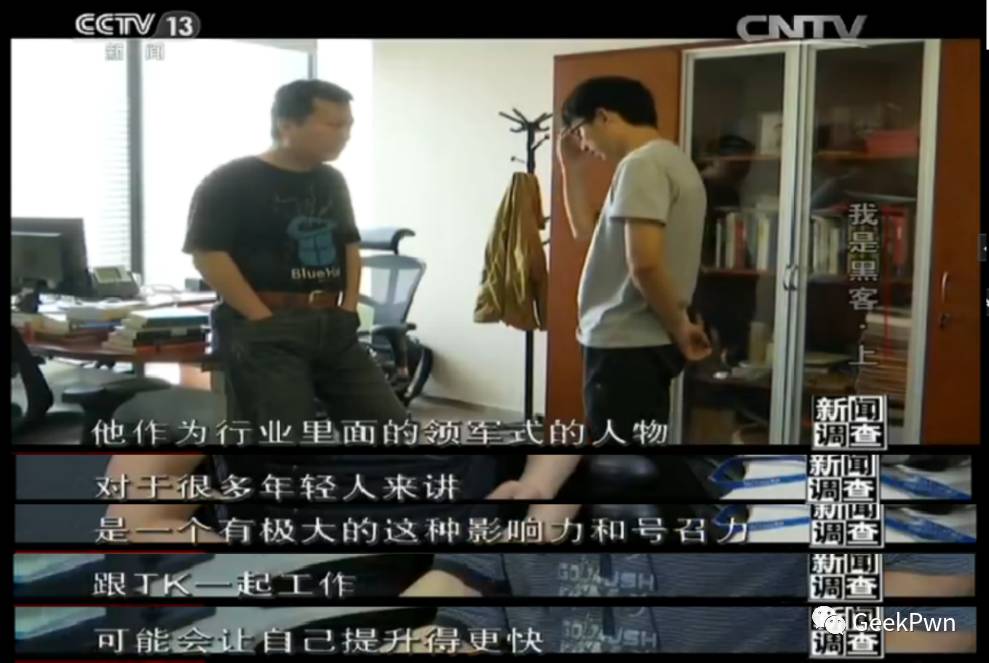 CCTV 13
新闻
CNTV
BlueHa
我是黑客·上
他作为行业里面的领军式的人物
新闻
调查
对于很多年轻人来讲
新闻
调查
是一个有极大的这种影响力和号召力
新闻
调查
跟TK一起工作
新闻
调查
可能会让自己提升得更快
新闻
调查
GeekPwn